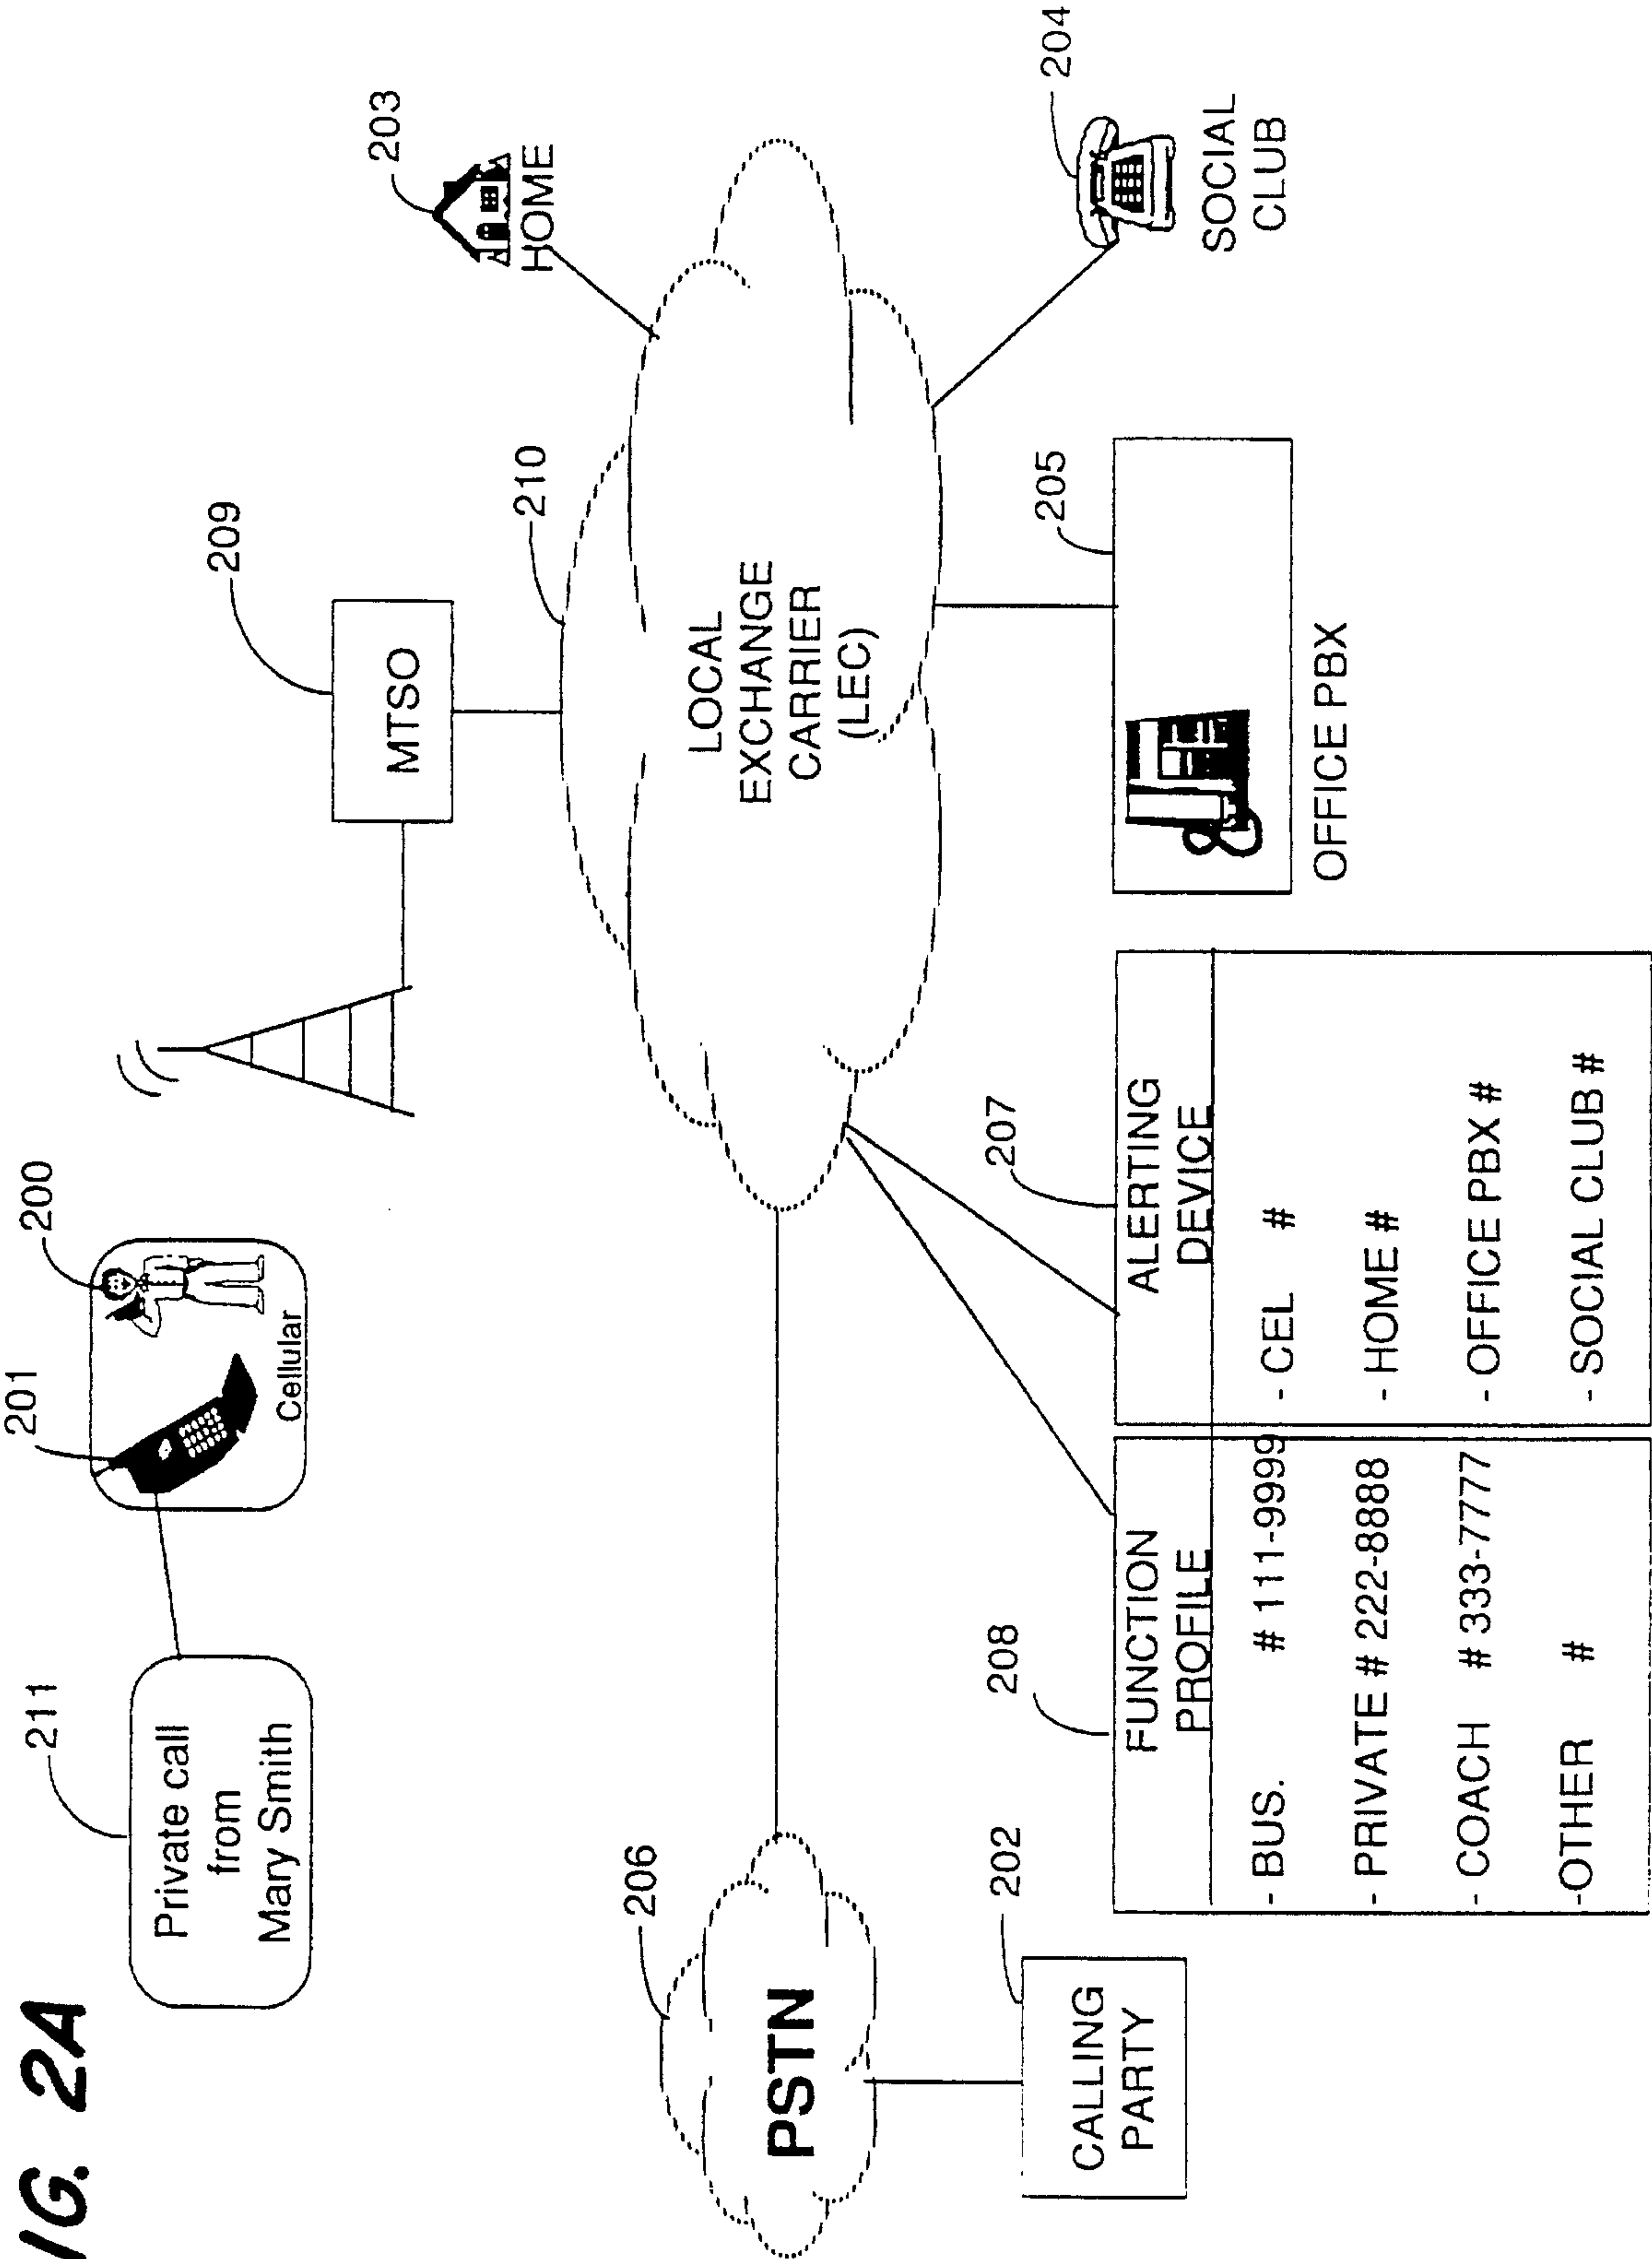 IG. 2A
211
Private call
from
Mary Smith
201
200
Cellular
209
MTSO
203
HOME
210
LOCAL
EXCHANGE
CARRIER
(LEC)
206
PSTN
202
CALLING
PARTY
208
FUNCTION
PROFILE
- BUS. # 111-9999
- PRIVATE # 222-8888
- COACH # 333-7777
-OTHER #
207
ALERTING
DEVICE
- CEL #
- HOME #
- OFFICE PBX #
- SOCIAL CLUB #
205
OFFICE PBX
204
SOCIAL
CLUB